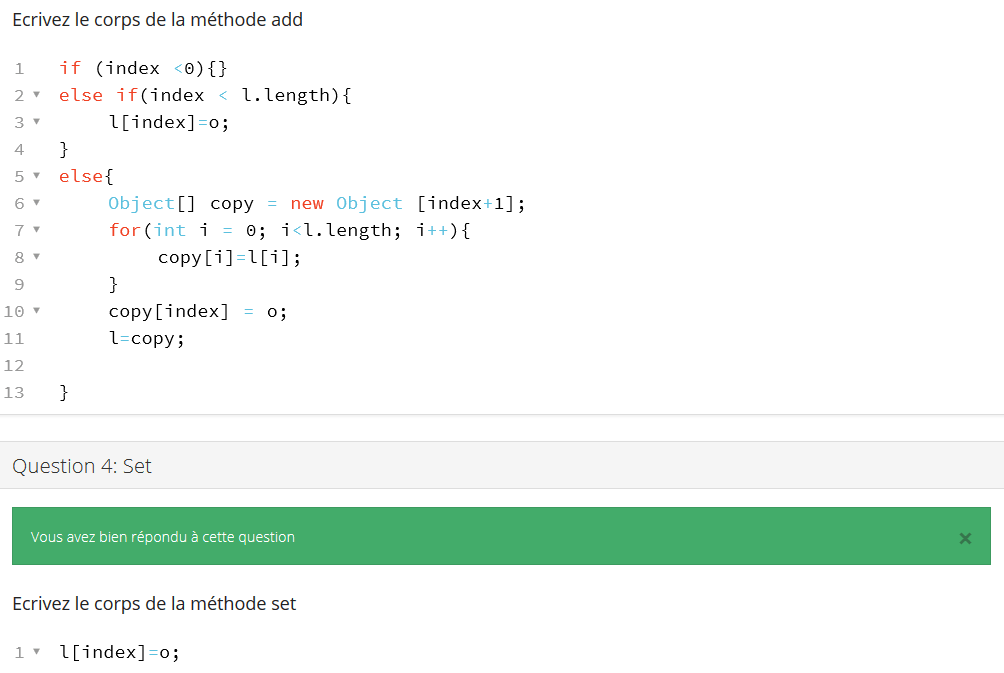 Ecrivez le corps de la méthode add
1 if (index <0){}
2 else if(index < l.length){
3 l[index]=o;
4 }
5 else{
6 Object[] copy = new Object [index+1];
7 for(int i = 0; i<l.length; i++){
8 copy[i]=l[i];
9 }
10 copy[index] = o;
11 l=copy;
12
13 }
Question 4: Set
Vous avez bien répondu à cette question ×
Ecrivez le corps de la méthode set
1 l[index]=o;